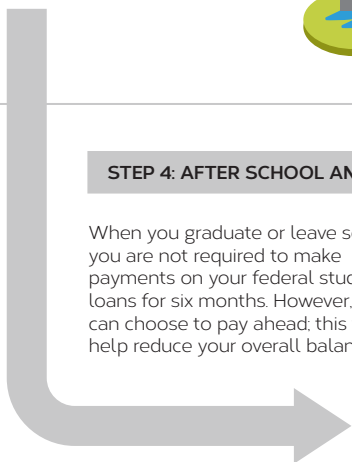 STEP 4: AFTER SCHOOL
When you graduate or leave
you are not required to make
payments on your federal
loans for six months. However,
can choose to pay ahead; this
help reduce your overall